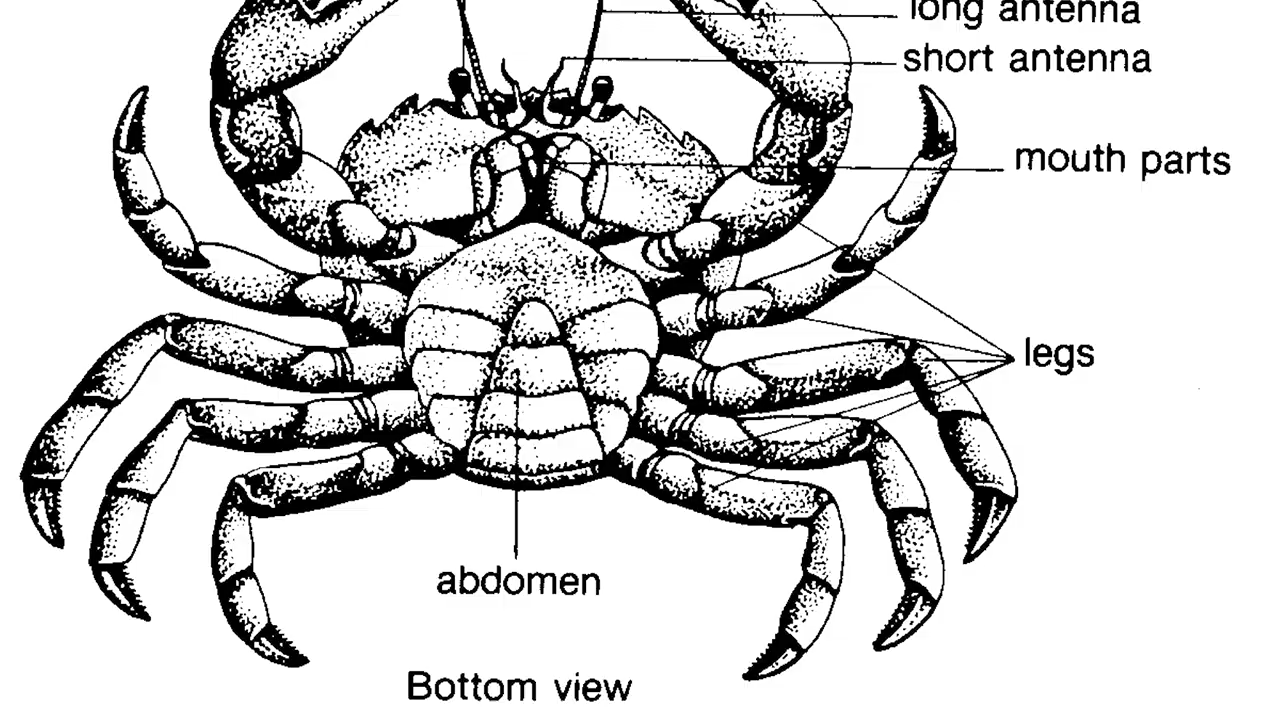 long antenna
short antenna
mouth parts
legs
abdomen
Bottom view